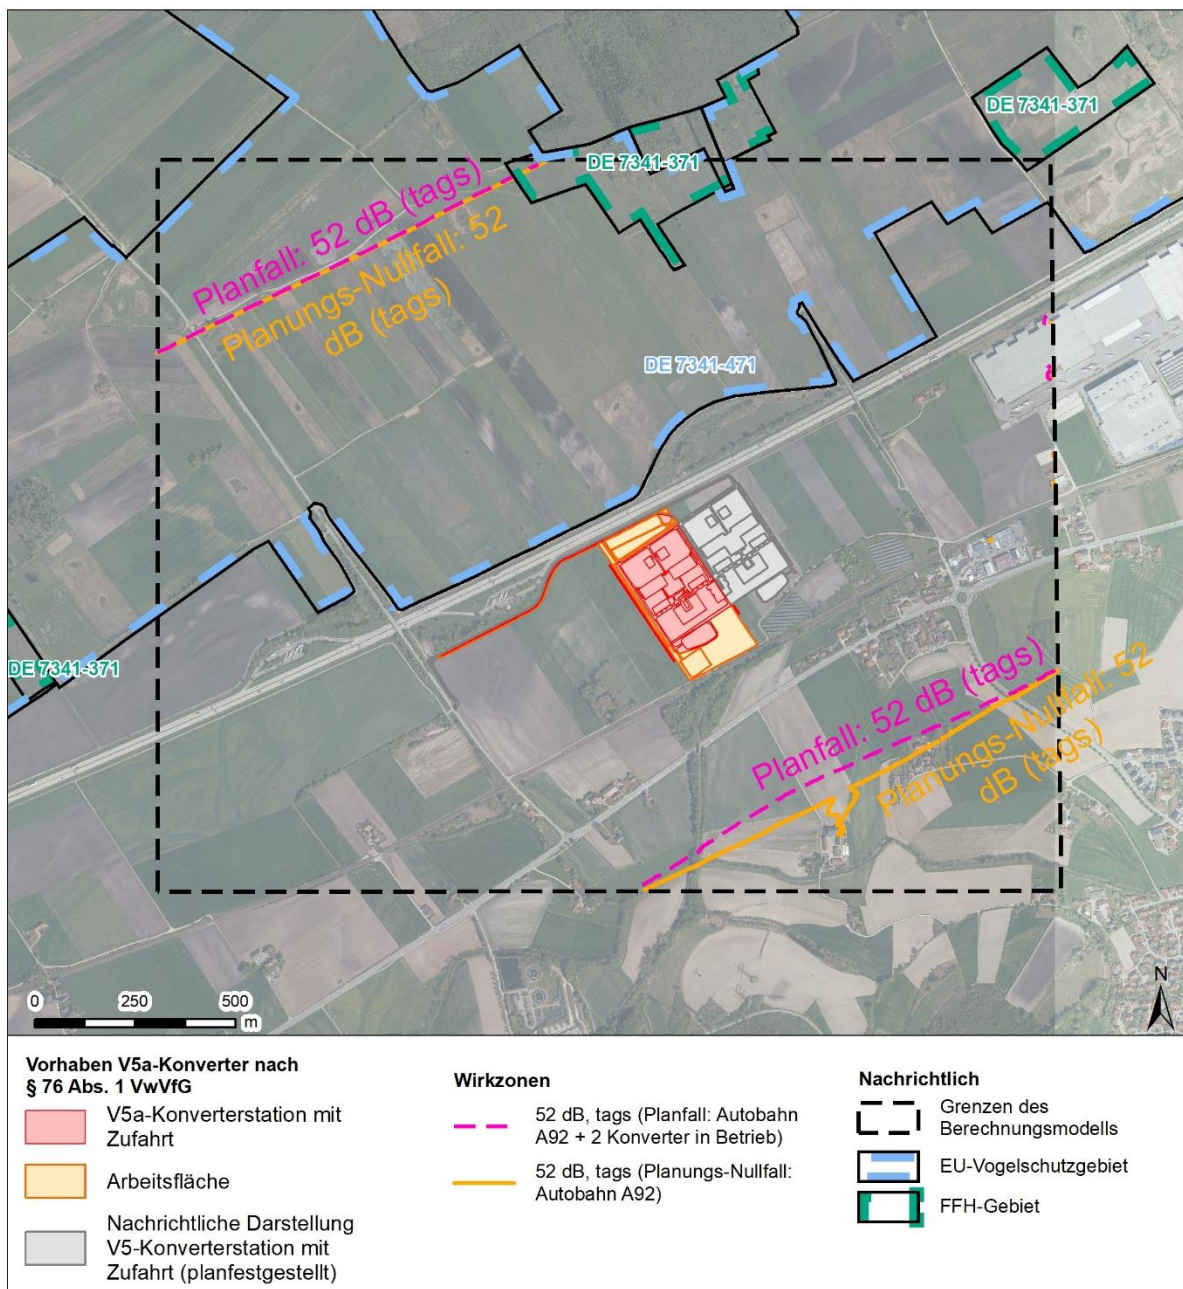 DE 7341-371
DE 7341-371
Planfall: 52 dB (tags)
Planungs-Nullfall: 52
dB (tags)
DE 7341-471
DE 7341-371
Planfall: 52 dB (tags)
Planungs-Nullfall: 52
dB (tags)
N
0 250 500
m
Vorhaben V5a-Konverter nach
§ 76 Abs. 1 VwVfG
V5a-Konverterstation mit
Zufahrt
Arbeitsfläche
Nachrichtliche Darstellung
V5-Konverterstation mit
Zufahrt (planfestgestellt)
Wirkzonen
52 dB, tags (Planfall: Autobahn
A92 + 2 Konverter in Betrieb)
52 dB, tags (Planungs-Nullfall:
Autobahn A92)
Nachrichtlich
Grenzen des
Berechnungsmodells
EU-Vogelschutzgebiet
FFH-Gebiet